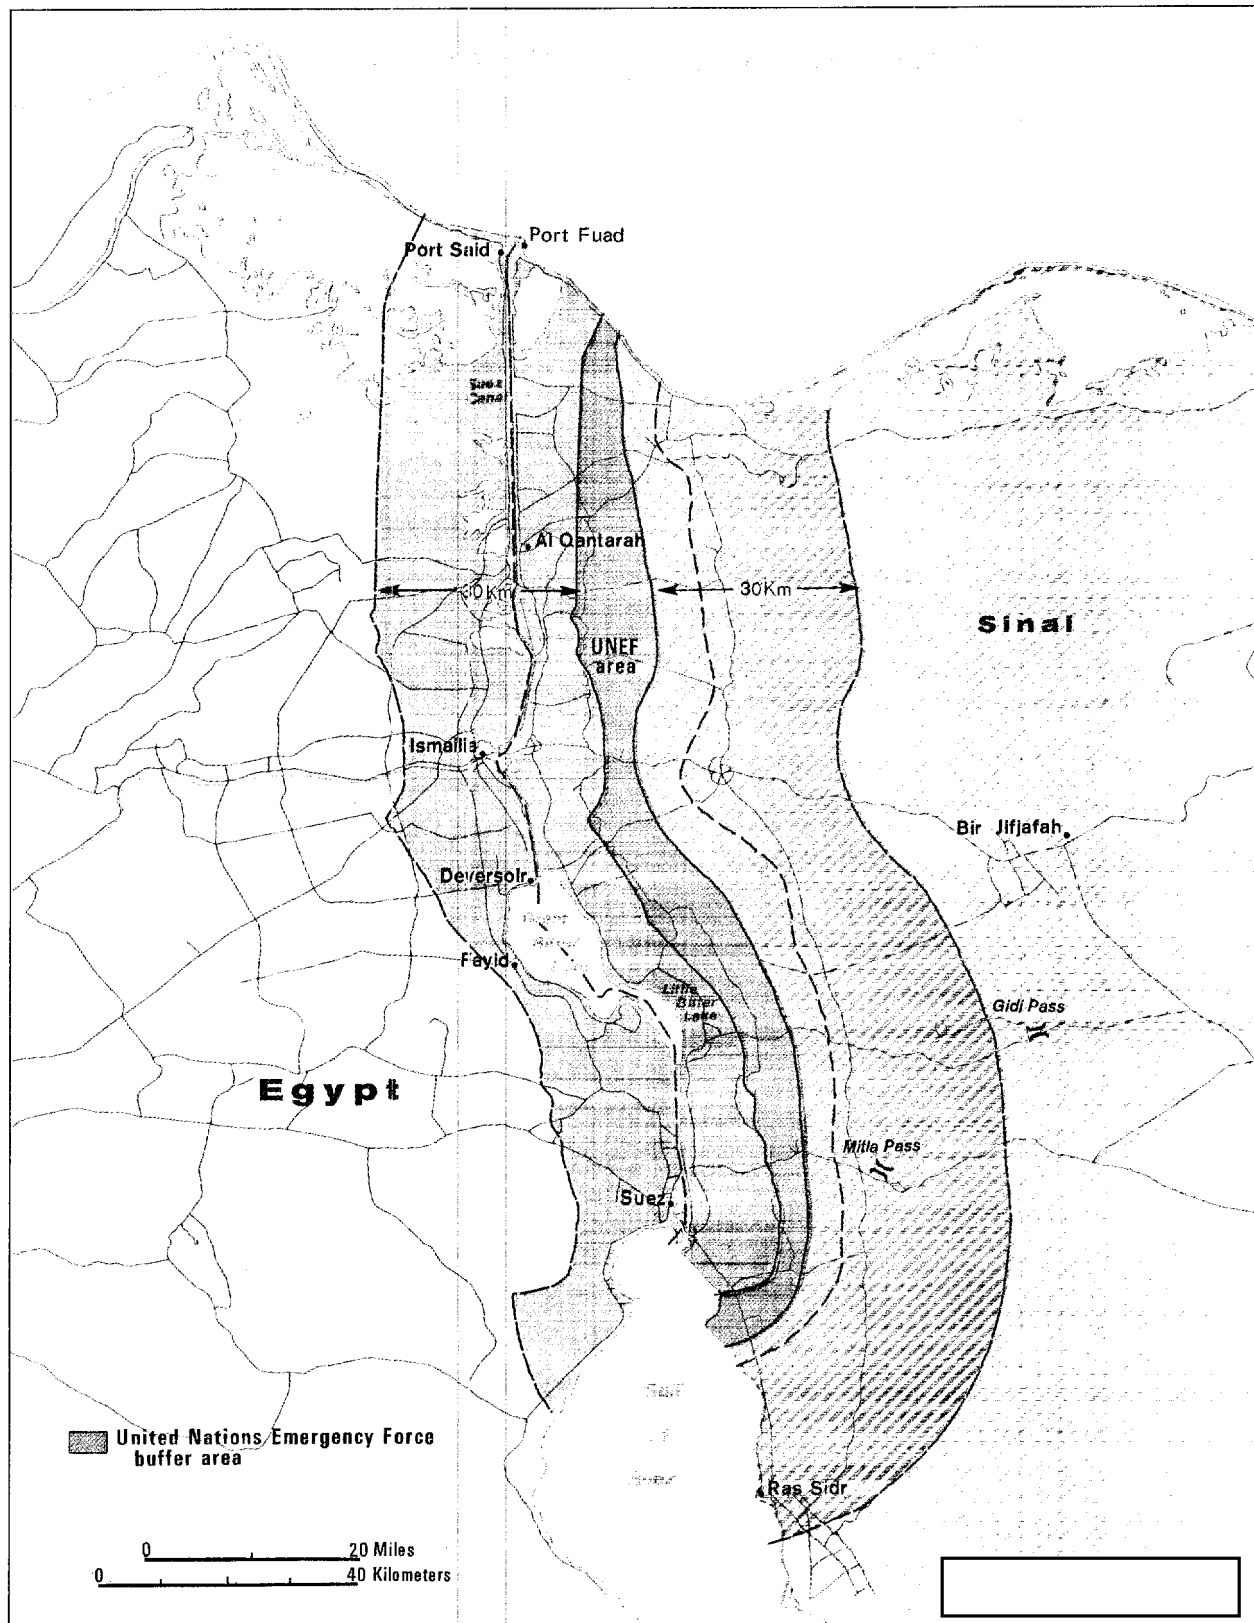 Port Fuad
Port Said
Suez
Canal
Al Qantarah
30Km
30Km
Sinai
UNEF
area
Ismailia
Bir Jifjafah
Deversoir
Fayid
Little
Bitter
Lake
Gidi Pass
Egypt
Mitla Pass
Suez
Gulf
United Nations Emergency Force
buffer area
Ras Sidr
0 20 Miles
0 40 Kilometers